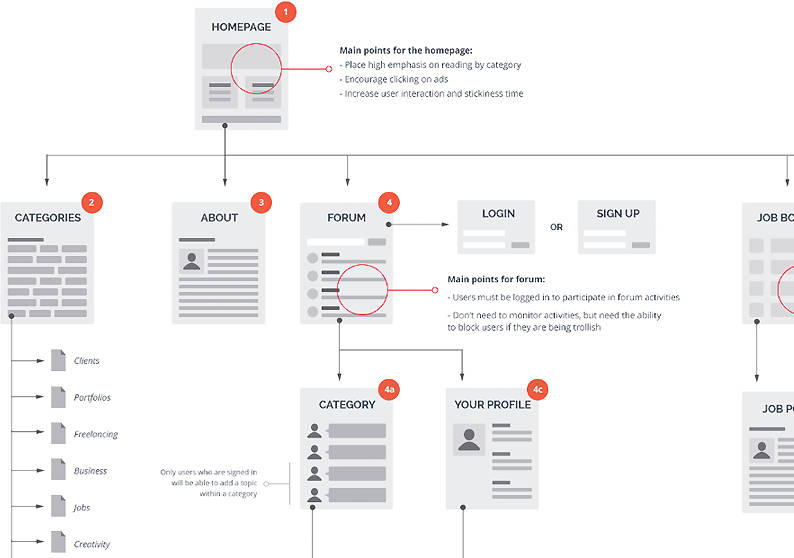 1
HOMEPAGE
Main points for the homepage:
- Place high emphasis on reading by category
- Encourage clicking on ads
- Increase user interaction and stickiness time
2
CATEGORIES
3
ABOUT
4
FORUM
LOGIN
OR
SIGN UP
JOB BO
Main points for forum:
- Users must be logged in to participate in forum activities
- Don't need to monitor activities, but need the ability
to block users if they are being trollish
Clients
Portfolios
Freelancing
Business
Jobs
Creativity
4a
CATEGORY
4c
YOUR PROFILE
JOB PO
Only users who are signed in
will be able to add a topic
within a category